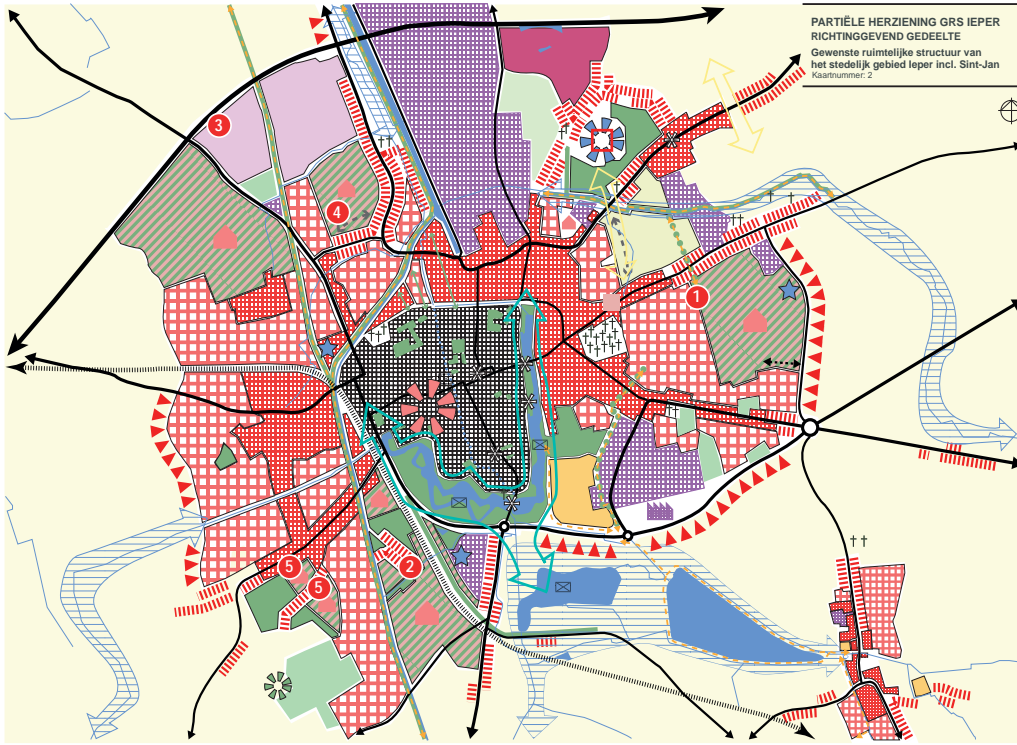 PARTIËLE HERZIENING GRS IEPER
RICHTINGGEVEND GEDEELTE
Gewenste ruimtelijke structuur van
het stedelijk gebied Ieper incl. Sint-Jan
Kaartnummer: 2
3
4
1
5
5
2